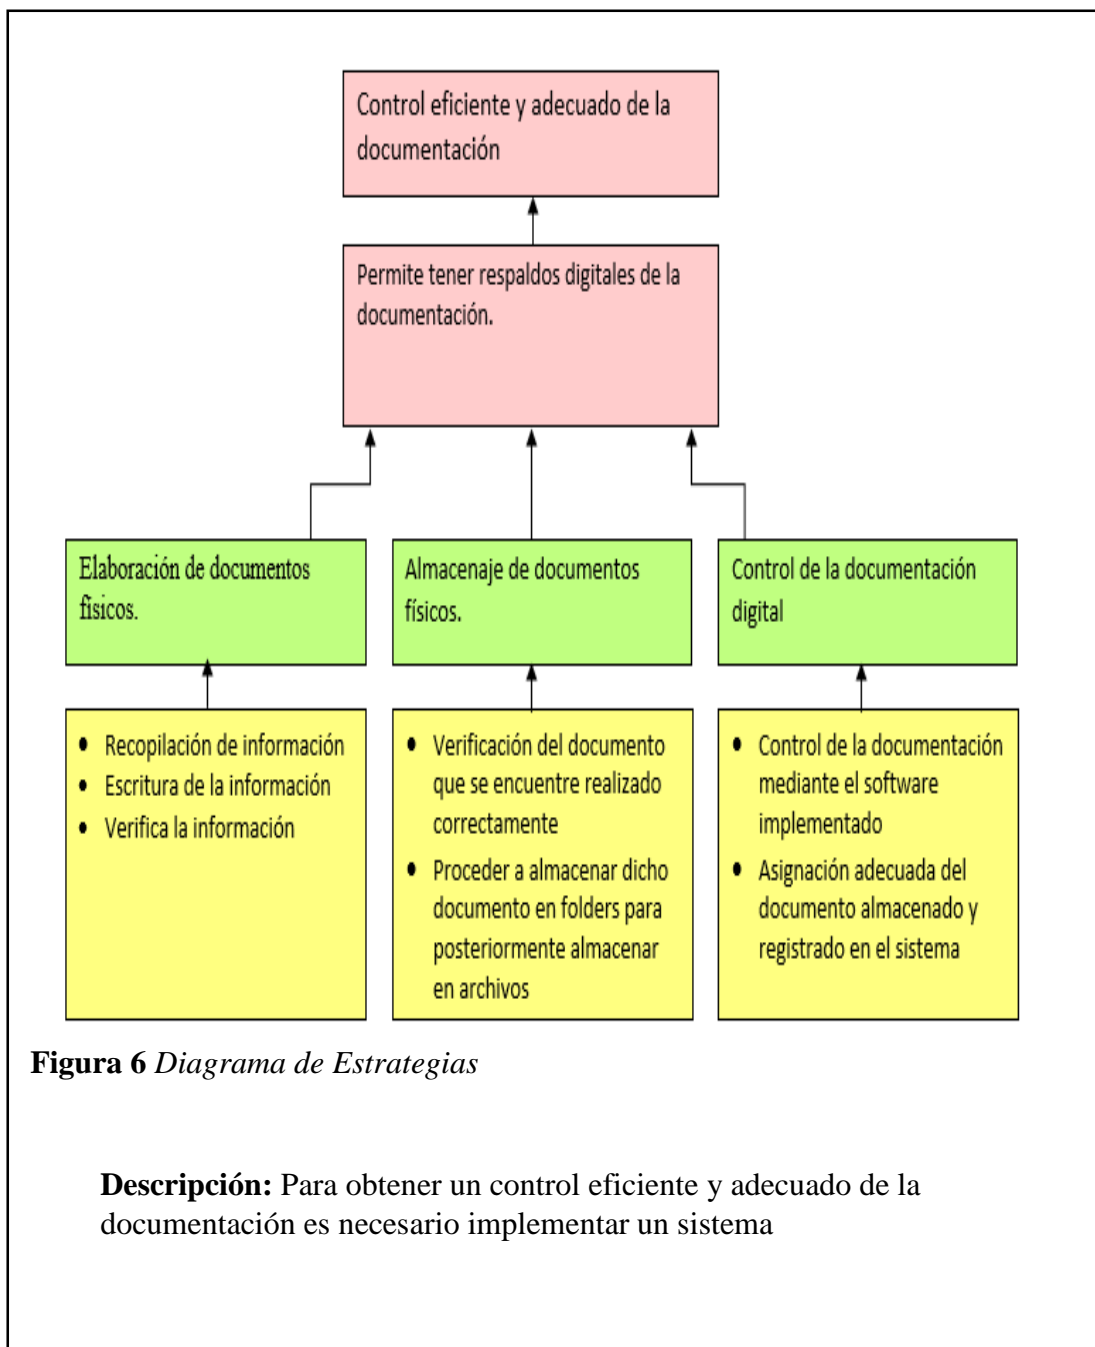 Control eficiente y adecuado de la
documentación
Permite tener respaldos digitales de la
documentación.
Elaboración de documentos
físicos.
Almacenaje de documentos
físicos.
Control de la documentación
digital
• Recopilación de información
• Escritura de la información
• Verifica la información
• Verificación del documento
que se encuentre realizado
correctamente
• Proceder a almacenar dicho
documento en folders para
posteriormente almacenar
en archivos
• Control de la documentación
mediante el software
implementado
• Asignación adecuada del
documento almacenado y
registrado en el sistema
Figura 6 Diagrama de Estrategias
Descripción: Para obtener un control eficiente y adecuado de la
documentación es necesario implementar un sistema